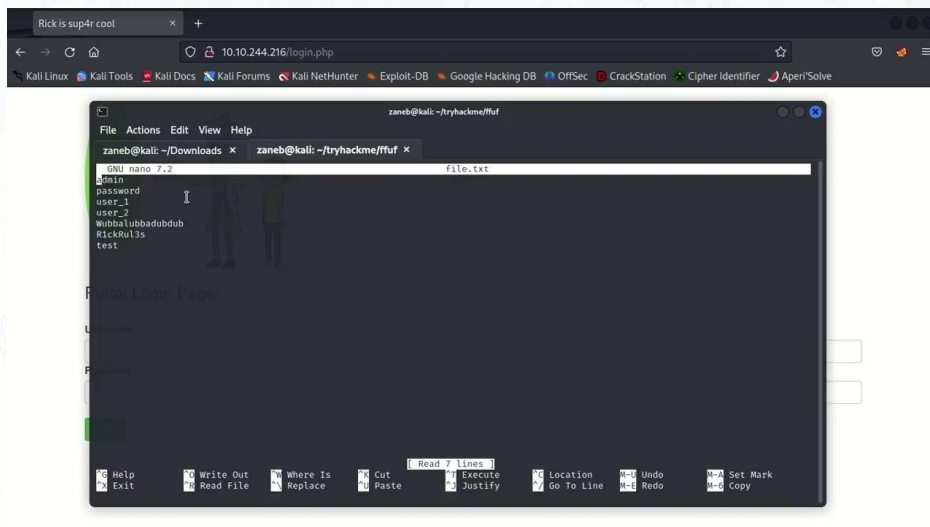 Rick is sup4r cool × +
10.10.244.216/login.php
Kali Linux Kali Tools Kali Docs Kali Forums Kali NetHunter Exploit-DB Google Hacking DB OffSec CrackStation Cipher Identifier Aperi'Solve
zaneb@kali: ~/tryhackme/ffuf
File Actions Edit View Help
zaneb@kali: ~/Downloads × zaneb@kali: ~/tryhackme/ffuf ×
GNU nano 7.2 file.txt
admin
password
user_1
user_2
Wubbalubbadubdub
R1ckRul3s
test
Portal Login Page
[ Read 7 lines ]
^G Help ^O Write Out ^W Where Is ^K Cut ^T Execute ^C Location M-U Undo M-A Set Mark
^X Exit ^R Read File ^\ Replace ^U Paste ^J Justify ^/ Go To Line M-E Redo M-6 Copy